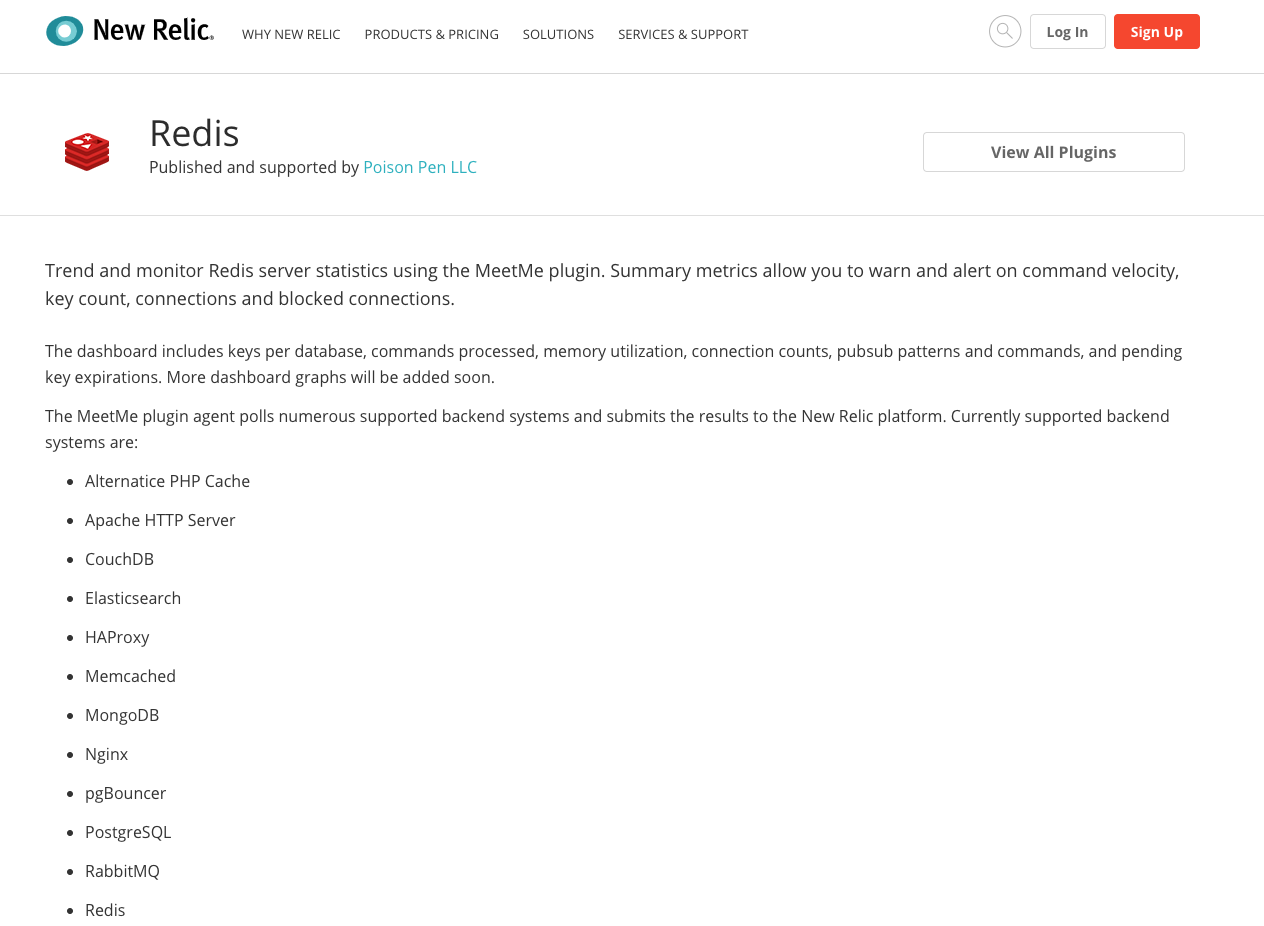 New Relic.
WHY NEW RELIC
PRODUCTS & PRICING
SOLUTIONS
SERVICES & SUPPORT
Log In
Sign Up
Redis
Published and supported by Poison Pen LLC
View All Plugins
Trend and monitor Redis server statistics using the MeetMe plugin. Summary metrics allow you to warn and alert on command velocity,
key count, connections and blocked connections.
The dashboard includes keys per database, commands processed, memory utilization, connection counts, pubsub patterns and commands, and pending
key expirations. More dashboard graphs will be added soon.
The MeetMe plugin agent polls numerous supported backend systems and submits the results to the New Relic platform. Currently supported backend
systems are:
• Alternatice PHP Cache
• Apache HTTP Server
• CouchDB
• Elasticsearch
• HAProxy
• Memcached
• MongoDB
• Nginx
• pgBouncer
• PostgreSQL
• RabbitMQ
• Redis